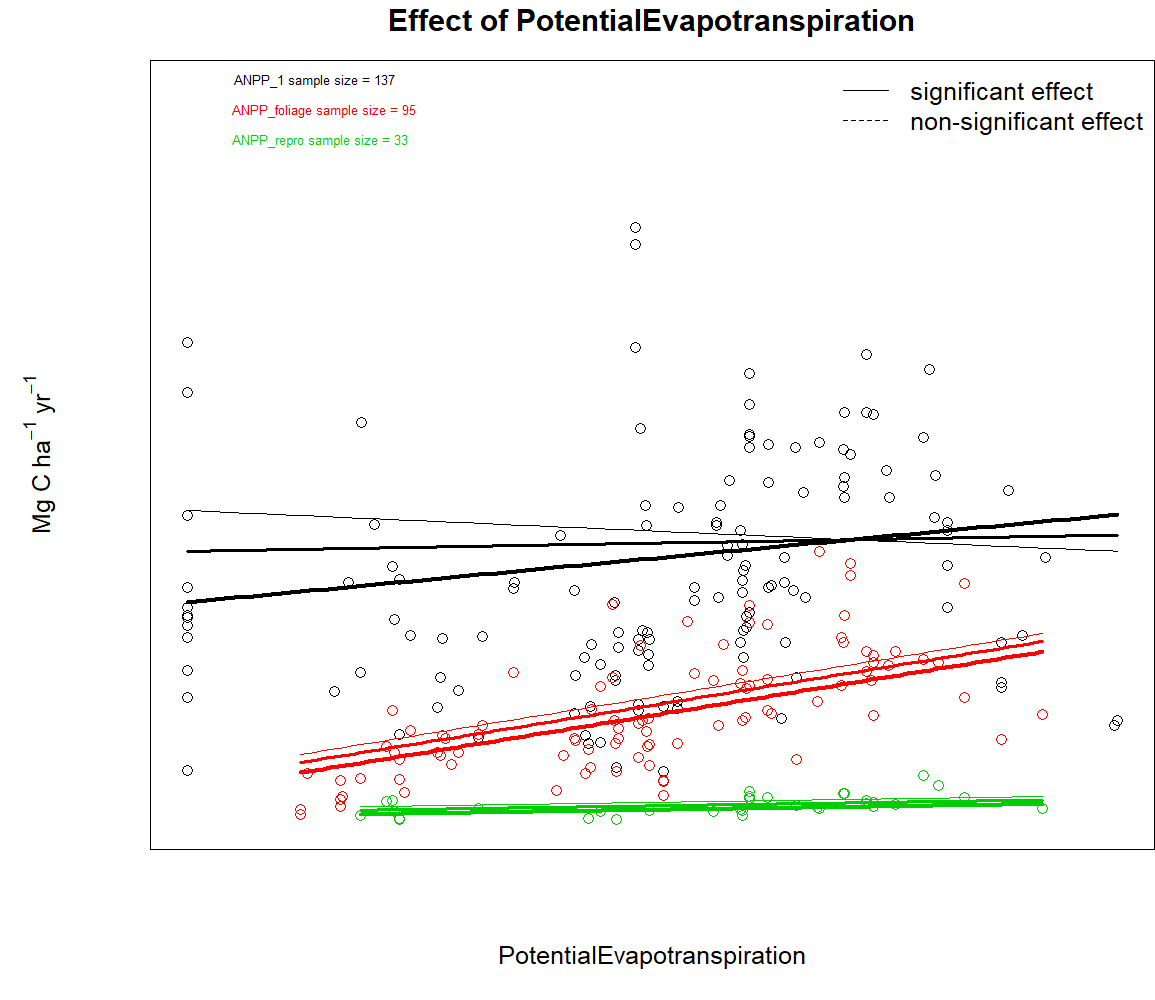 Effect of PotentialEvapotranspiration
ANPP_1 sample size = 137
ANPP_foliage sample size = 95
ANPP_repro sample size = 33
significant effect
non-significant effect
Mg C ha⁻¹ yr⁻¹
PotentialEvapotranspiration